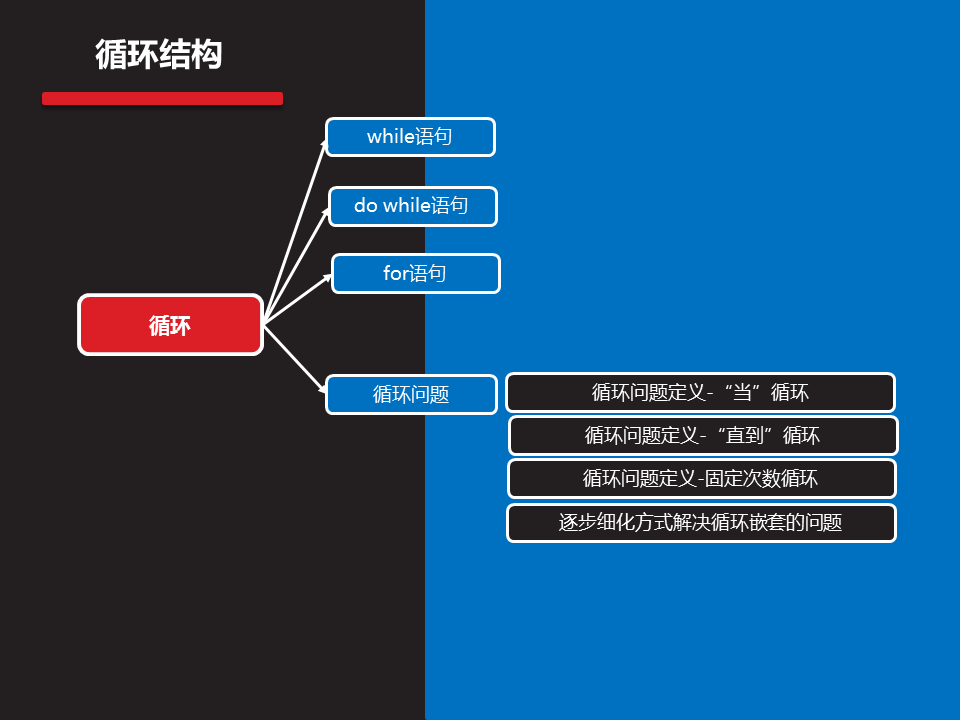 循环结构
while语句
do while语句
for语句
循环
循环问题
循环问题定义-“当”循环
循环问题定义-“直到”循环
循环问题定义-固定次数循环
逐步细化方式解决循环嵌套的问题